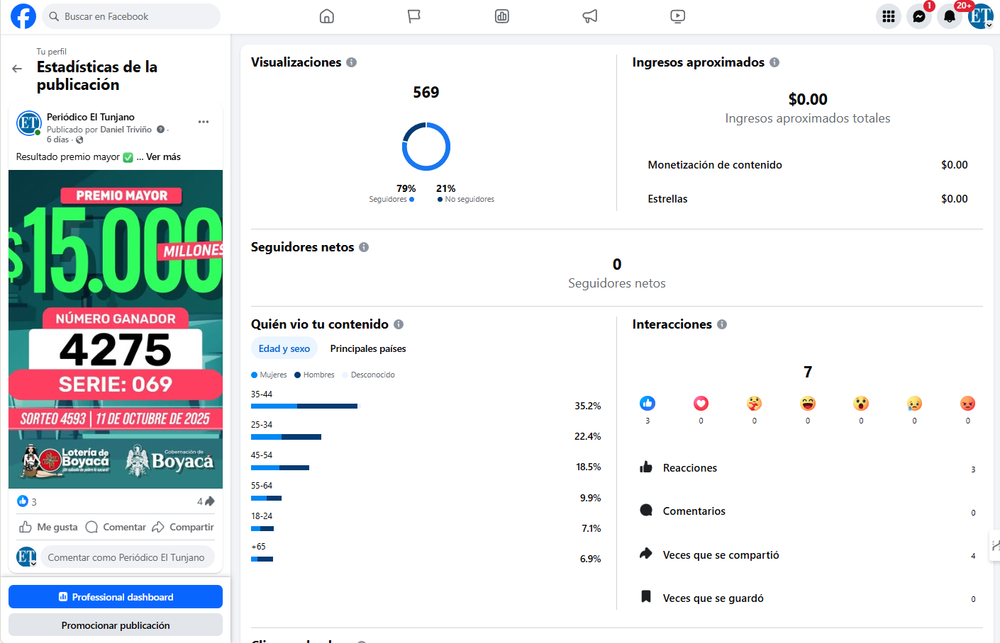 Buscar en Facebook
1
20+
ET
Tu perfil
Estadísticas de la
publicación
ET
Periódico El Tunjano
Publicado por Daniel Triviño ·
6 días ·
Resultado premio mayor ✅ ... Ver más
PREMIO MAYOR
$15.000
MILLONES
NÚMERO GANADOR
4275
SERIE: 069
SORTEO 4593 | 11 DE OCTUBRE DE 2025
Lotería de
Boyacá
Gobernación de
Boyacá
3
4
Me gusta
Comentar
Compartir
ET
Comentar como Periódico El Tunjano
Professional dashboard
Promocionar publicación
Visualizaciones
569
79%
Seguidores
21%
No seguidores
Ingresos aproximados
$0.00
Ingresos aproximados totales
Monetización de contenido
$0.00
Estrellas
$0.00
Seguidores netos
0
Seguidores netos
Quién vio tu contenido
Edad y sexo
Principales países
Mujeres
Hombres
Desconocido
35-44
35.2%
25-34
22.4%
45-54
18.5%
55-64
9.9%
18-24
7.1%
+65
6.9%
Interacciones
7
3
0
0
0
0
0
0
Reacciones
3
Comentarios
0
Veces que se compartió
4
Veces que se guardó
0